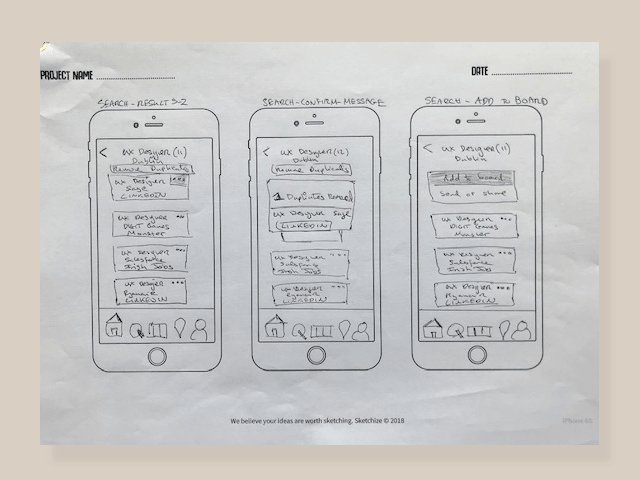 PROJECT NAME
DATE
SEARCH - RESULTS-2
UX Designer (11)
Dublin
Remove Duplicates
UX Designer
Sage
LINKEDIN
UX Designer
DIGIT Games
Monster
UX Designer
Salesforce
Irish Jobs
UX Designer
Ryanair
LINKEDIN
SEARCH - CONFIRM - MESSAGE
UX Designer (12)
Dublin
Remove Duplicates
1 Duplicates Removed
UX Designer Sage
LINKEDIN
UX Designer
Salesforce
Irish Jobs
UX Designer
Ryanair
LINKEDIN
SEARCH - ADD TO BOARD
UX Designer (11)
Dublin
Add to board
Send or share
UX Designer
DIGIT Games
Monster
UX Designer
Salesforce
Irish Jobs
UX Designer
Ryanair
LINKEDIN
We believe your ideas are worth sketching. Sketchize © 2018